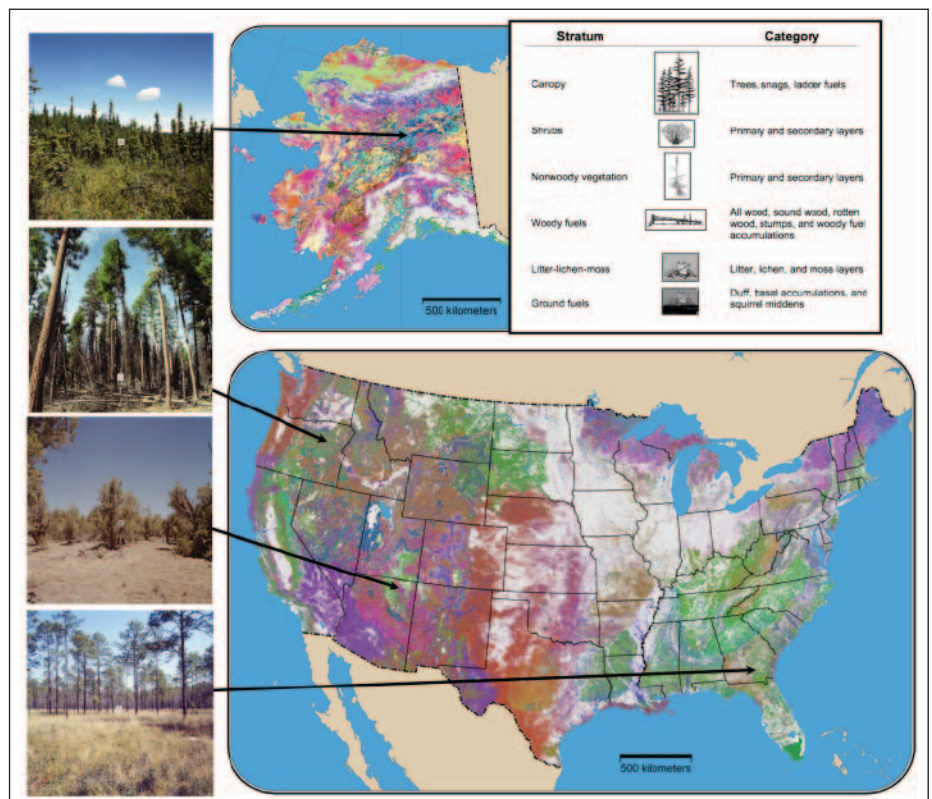 Stratum Category
Canopy Trees, snags, ladder fuels
Shrubs Primary and secondary layers
Nonwoody vegetation Primary and secondary layers
Woody fuels All wood, sound wood, rotten
wood, stumps, and woody fuel
accumulations
Litter-lichen-moss Litter, lichen, and moss layers
Ground fuels Duff, basal accumulations, and
squirrel middens
500 kilometers
500 kilometers